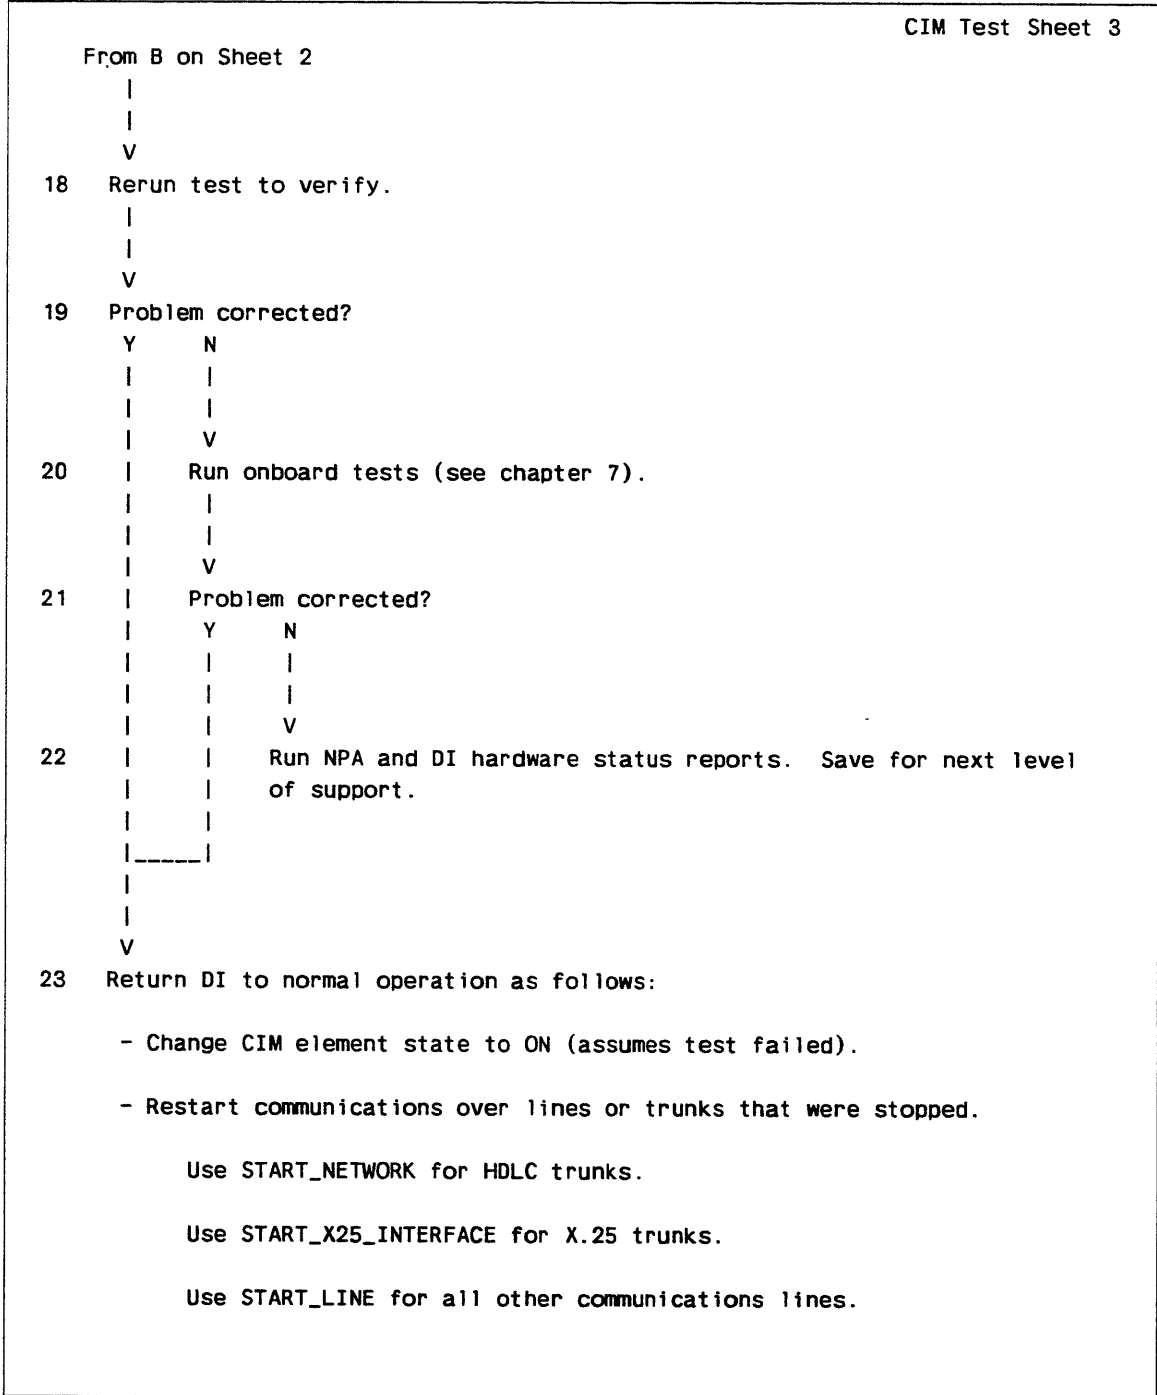 CIM Test Sheet 3
From B on Sheet 2
|
|
V
18 Rerun test to verify.
|
|
V
19 Problem corrected?
Y N
| |
| |
| V
20 | Run onboard tests (see chapter 7).
| |
| |
| V
21 | Problem corrected?
| Y N
| | |
| | |
| | V
22 | | Run NPA and DI hardware status reports. Save for next level
| | of support.
| |
|_____|
|
|
V
23 Return DI to normal operation as follows:
- Change CIM element state to ON (assumes test failed).
- Restart communications over lines or trunks that were stopped.
Use START_NETWORK for HDLC trunks.
Use START_X25_INTERFACE for X.25 trunks.
Use START_LINE for all other communications lines.